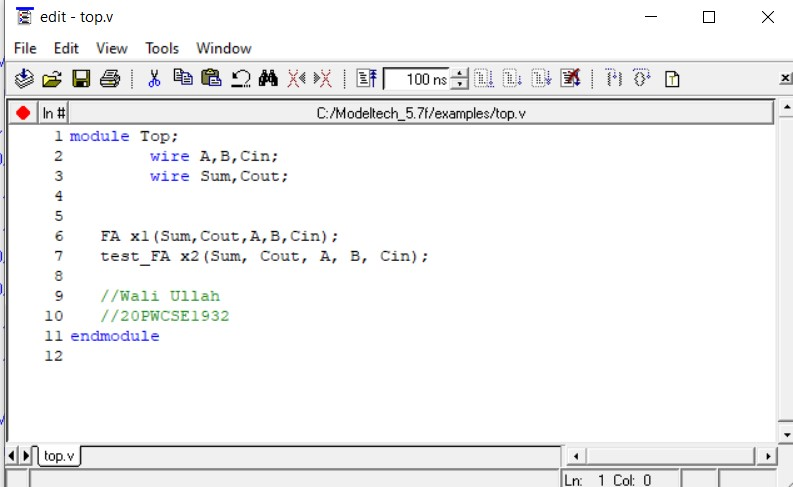 edit - top.v
File Edit View Tools Window
100 ns
ln # C:/Modeltech_5.7f/examples/top.v
1 module Top;
2 wire A,B,Cin;
3 wire Sum,Cout;
4
5
6 FA x1(Sum,Cout,A,B,Cin);
7 test_FA x2(Sum, Cout, A, B, Cin);
8
9 //Wali Ullah
10 //20PWCSE1932
11 endmodule
12
top.v
Ln: 1 Col: 0